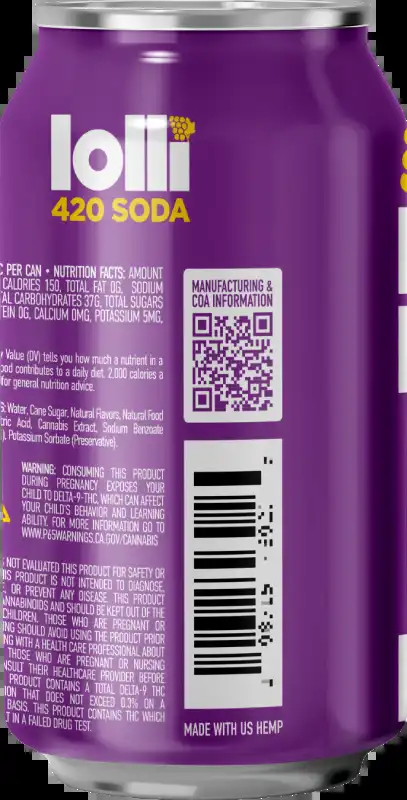 lolli
420 SODA
C PER CAN • NUTRITION FACTS: AMOUNT
CALORIES 150, TOTAL FAT 0G, SODIUM
AL CARBOHYDRATES 37G, TOTAL SUGARS
TEIN 0G, CALCIUM 0MG, POTASSIUM 5MG,
Value (DV) tells you how much a nutrient in a
ood contributes to a daily diet. 2,000 calories a
for general nutrition advice.
S: Water, Cane Sugar, Natural Flavors, Natural Food
tric Acid, Cannabis Extract, Sodium Benzoate
), Potassium Sorbate (Preservative).
WARNING: CONSUMING THIS PRODUCT
DURING PREGNANCY EXPOSES YOUR
CHILD TO DELTA-9-THC, WHICH CAN AFFECT
YOUR CHILD'S BEHAVIOR AND LEARNING
ABILITY. FOR MORE INFORMATION GO TO
WWW.P65WARNINGS.CA.GOV/CANNABIS
NOT EVALUATED THIS PRODUCT FOR SAFETY OR
HIS PRODUCT IS NOT INTENDED TO DIAGNOSE,
, OR PREVENT ANY DISEASE. THIS PRODUCT
ANNABINOIDS AND SHOULD BE KEPT OUT OF THE
CHILDREN. THOSE WHO ARE PREGNANT OR
ING SHOULD AVOID USING THE PRODUCT PRIOR
NG WITH A HEALTH CARE PROFESSIONAL ABOUT
THOSE WHO ARE PREGNANT OR NURSING
NSULT THEIR HEALTHCARE PROVIDER BEFORE
PRODUCT CONTAINS A TOTAL DELTA-9 THC
ION THAT DOES NOT EXCEED 0.3% ON A
BASIS. THIS PRODUCT CONTAINS THC WHICH
LT IN A FAILED DRUG TEST.
MANUFACTURING &
COA INFORMATION
MADE WITH US HEMP